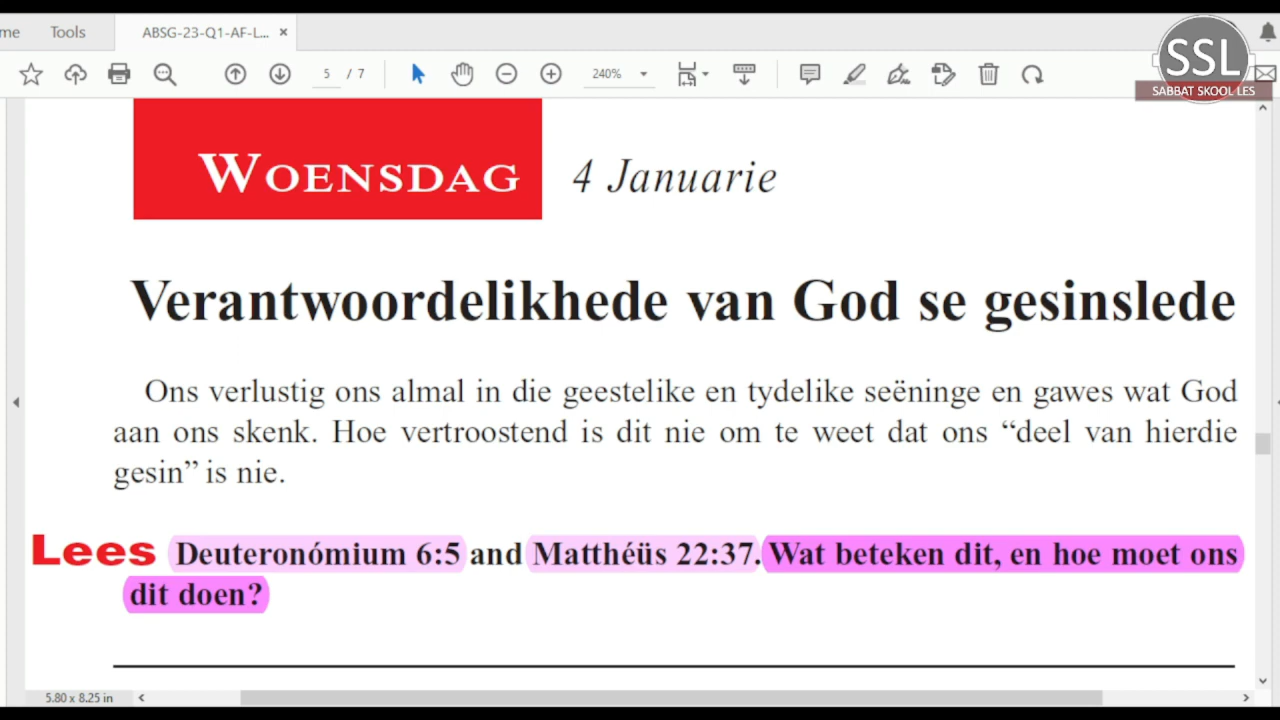 me Tools ABSG-23-Q1-AF-L... ×
SSL
SABBAT SKOOL LES
5 / 7 240%
WOENSDAG 4 Januarie
Verantwoordelikhede van God se gesinslede
Ons verlustig ons almal in die geestelike en tydelike seëninge en gawes wat God
aan ons skenk. Hoe vertroostend is dit nie om te weet dat ons “deel van hierdie
gesin” is nie.
Lees Deuteronómium 6:5 and Matthéüs 22:37. Wat beteken dit, en hoe moet ons
dit doen?
5.80 x 8.25 in